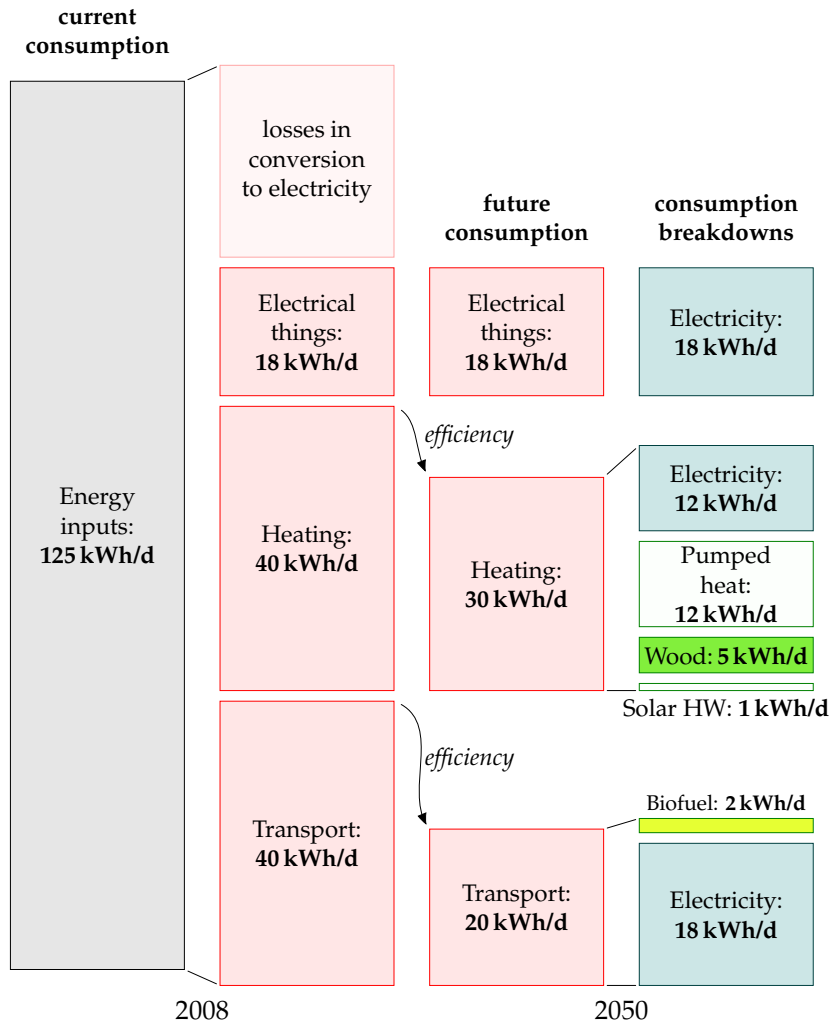 current
consumption
Energy
inputs:
125 kWh/d
losses in
conversion
to electricity
Electrical
things:
18 kWh/d
Heating:
40 kWh/d
Transport:
40 kWh/d
2008
efficiency
efficiency
future
consumption
Electrical
things:
18 kWh/d
Heating:
30 kWh/d
Transport:
20 kWh/d
consumption
breakdowns
Electricity:
18 kWh/d
Electricity:
12 kWh/d
Pumped
heat:
12 kWh/d
Wood: 5 kWh/d
Solar HW: 1 kWh/d
Biofuel: 2 kWh/d
Electricity:
18 kWh/d
2050